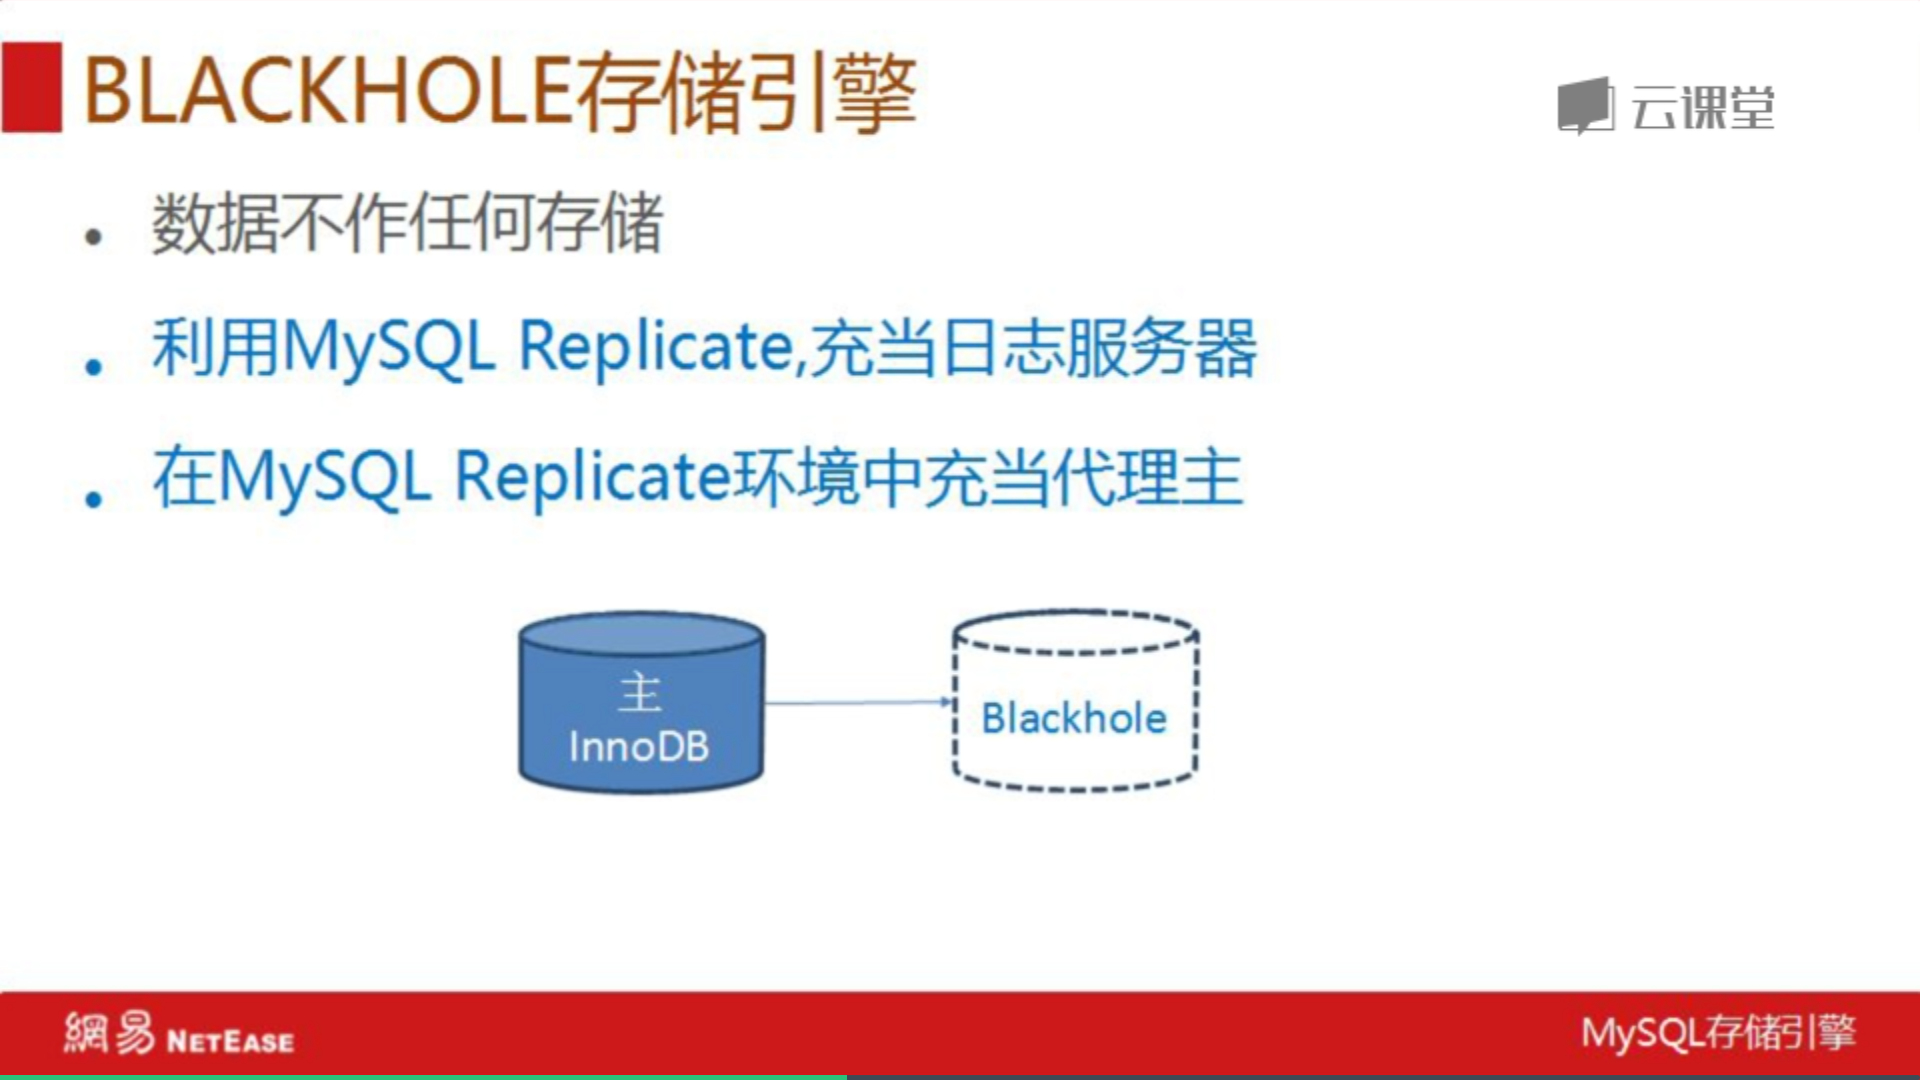 BLACKHOLE存储引擎
云课堂
• 数据不作任何存储
• 利用MySQL Replicate,充当日志服务器
• 在MySQL Replicate环境中充当代理主
主
InnoDB
Blackhole
網易 NETEASE
MySQL存储引擎